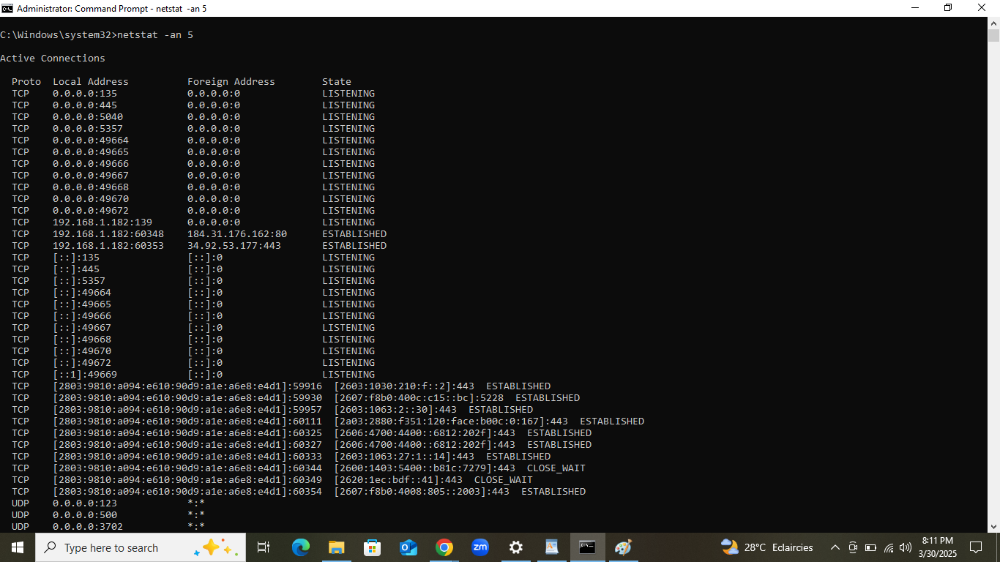 Administrator: Command Prompt - netstat  -an 5
C:\Windows\system32>netstat -an 5
Active Connections
  Proto  Local Address          Foreign Address        State
  TCP    0.0.0.0:135            0.0.0.0:0              LISTENING
  TCP    0.0.0.0:445            0.0.0.0:0              LISTENING
  TCP    0.0.0.0:5040           0.0.0.0:0              LISTENING
  TCP    0.0.0.0:5357           0.0.0.0:0              LISTENING
  TCP    0.0.0.0:49664          0.0.0.0:0              LISTENING
  TCP    0.0.0.0:49665          0.0.0.0:0              LISTENING
  TCP    0.0.0.0:49666          0.0.0.0:0              LISTENING
  TCP    0.0.0.0:49667          0.0.0.0:0              LISTENING
  TCP    0.0.0.0:49668          0.0.0.0:0              LISTENING
  TCP    0.0.0.0:49670          0.0.0.0:0              LISTENING
  TCP    0.0.0.0:49672          0.0.0.0:0              LISTENING
  TCP    192.168.1.182:139      0.0.0.0:0              LISTENING
  TCP    192.168.1.182:60348    184.31.176.162:80      ESTABLISHED
  TCP    192.168.1.182:60353    34.92.53.177:443       ESTABLISHED
  TCP    [::]:135               [::]:0                 LISTENING
  TCP    [::]:445               [::]:0                 LISTENING
  TCP    [::]:5357              [::]:0                 LISTENING
  TCP    [::]:49664             [::]:0                 LISTENING
  TCP    [::]:49665             [::]:0                 LISTENING
  TCP    [::]:49666             [::]:0                 LISTENING
  TCP    [::]:49667             [::]:0                 LISTENING
  TCP    [::]:49668             [::]:0                 LISTENING
  TCP    [::]:49670             [::]:0                 LISTENING
  TCP    [::]:49672             [::]:0                 LISTENING
  TCP    [::1]:49669            [::]:0                 LISTENING
  TCP    [2803:9810:a094:e610:90d9:a1e:a6e8:e4d1]:59916  [2603:1030:210:f::2]:443  ESTABLISHED
  TCP    [2803:9810:a094:e610:90d9:a1e:a6e8:e4d1]:59930  [2607:f8b0:400c:c15::bc]:5228  ESTABLISHED
  TCP    [2803:9810:a094:e610:90d9:a1e:a6e8:e4d1]:59957  [2603:1063:2::30]:443  ESTABLISHED
  TCP    [2803:9810:a094:e610:90d9:a1e:a6e8:e4d1]:60111  [2a03:2880:f351:120:face:b00c:0:167]:443  ESTABLISHED
  TCP    [2803:9810:a094:e610:90d9:a1e:a6e8:e4d1]:60325  [2606:4700:4400::6812:202f]:443  ESTABLISHED
  TCP    [2803:9810:a094:e610:90d9:a1e:a6e8:e4d1]:60327  [2606:4700:4400::6812:202f]:443  ESTABLISHED
  TCP    [2803:9810:a094:e610:90d9:a1e:a6e8:e4d1]:60333  [2603:1063:27:1::14]:443  ESTABLISHED
  TCP    [2803:9810:a094:e610:90d9:a1e:a6e8:e4d1]:60344  [2600:1403:5400::b81c:7279]:443  CLOSE_WAIT
  TCP    [2803:9810:a094:e610:90d9:a1e:a6e8:e4d1]:60349  [2620:1ec:bdf::41]:443  CLOSE_WAIT
  TCP    [2803:9810:a094:e610:90d9:a1e:a6e8:e4d1]:60354  [2607:f8b0:4008:805::2003]:443  ESTABLISHED
  UDP    0.0.0.0:123            *:*
  UDP    0.0.0.0:500            *:*
  UDP    0.0.0.0:3702           *:*
Type here to search
zm
28°C  Eclaircies
8:11 PM
3/30/2025